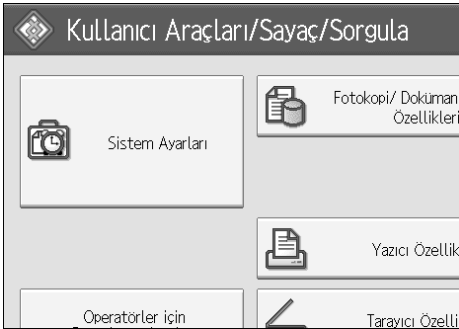 Kullanıcı Araçları/Sayaç/Sorgula
Sistem Ayarları
Fotokopi/ Doküman
Özellikleri
Yazıcı Özellik
Operatörler için
Tarayıcı Özelli